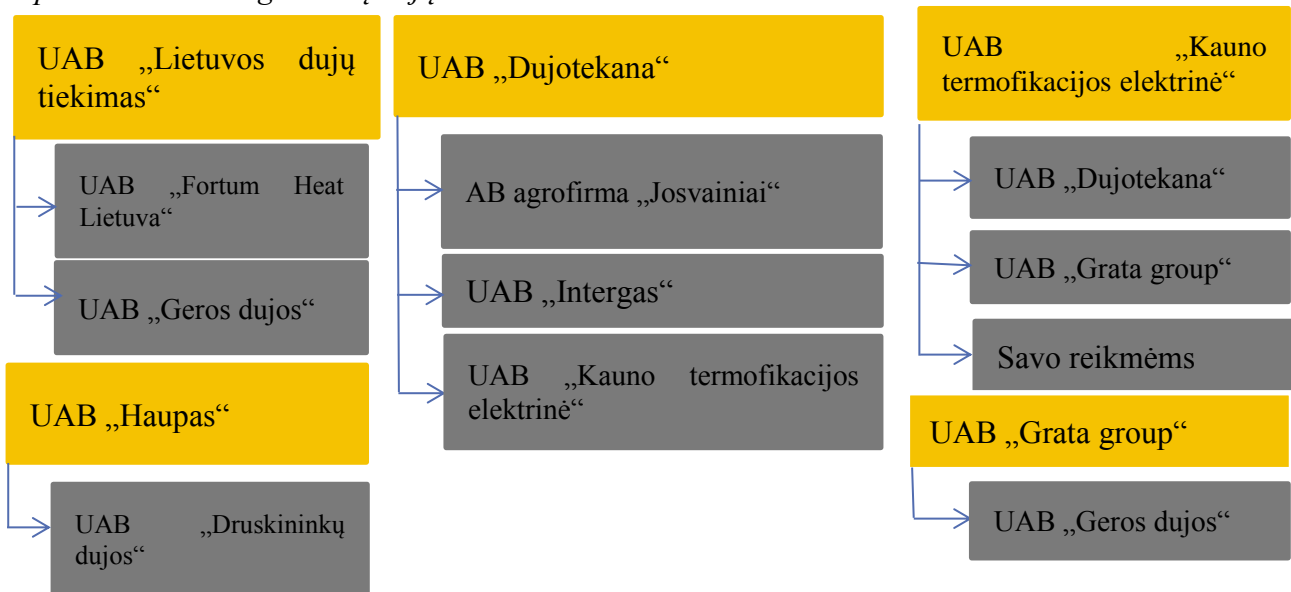 UAB „Lietuvos dujų
tiekimas“
UAB „Fortum Heat
Lietuva“
UAB „Geros dujos“
UAB „Haupas“
UAB „Druskininkų
dujos“
UAB „Dujotekana“
AB agrofirma „Josvainiai“
UAB „Intergas“
UAB „Kauno termofikacijos
elektrinė“
UAB „Kauno
termofikacijos elektrinė“
UAB „Dujotekana“
UAB „Grata group“
Savo reikmėms
UAB „Grata group“
UAB „Geros dujos“